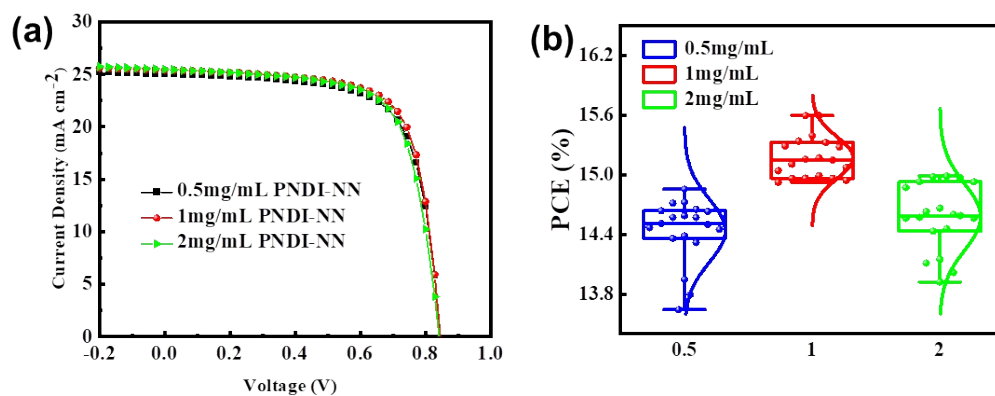 (a)
30
25
20
15
10
5
0
Current Density (mA cm⁻²)
0.5mg/mL PNDI-NN
1mg/mL PNDI-NN
2mg/mL PNDI-NN
-0.2 0.0 0.2 0.4 0.6 0.8 1.0
Voltage (V)
(b)
16.2
15.6
15.0
14.4
13.8
PCE (%)
0.5mg/mL
1mg/mL
2mg/mL
0.5 1 2